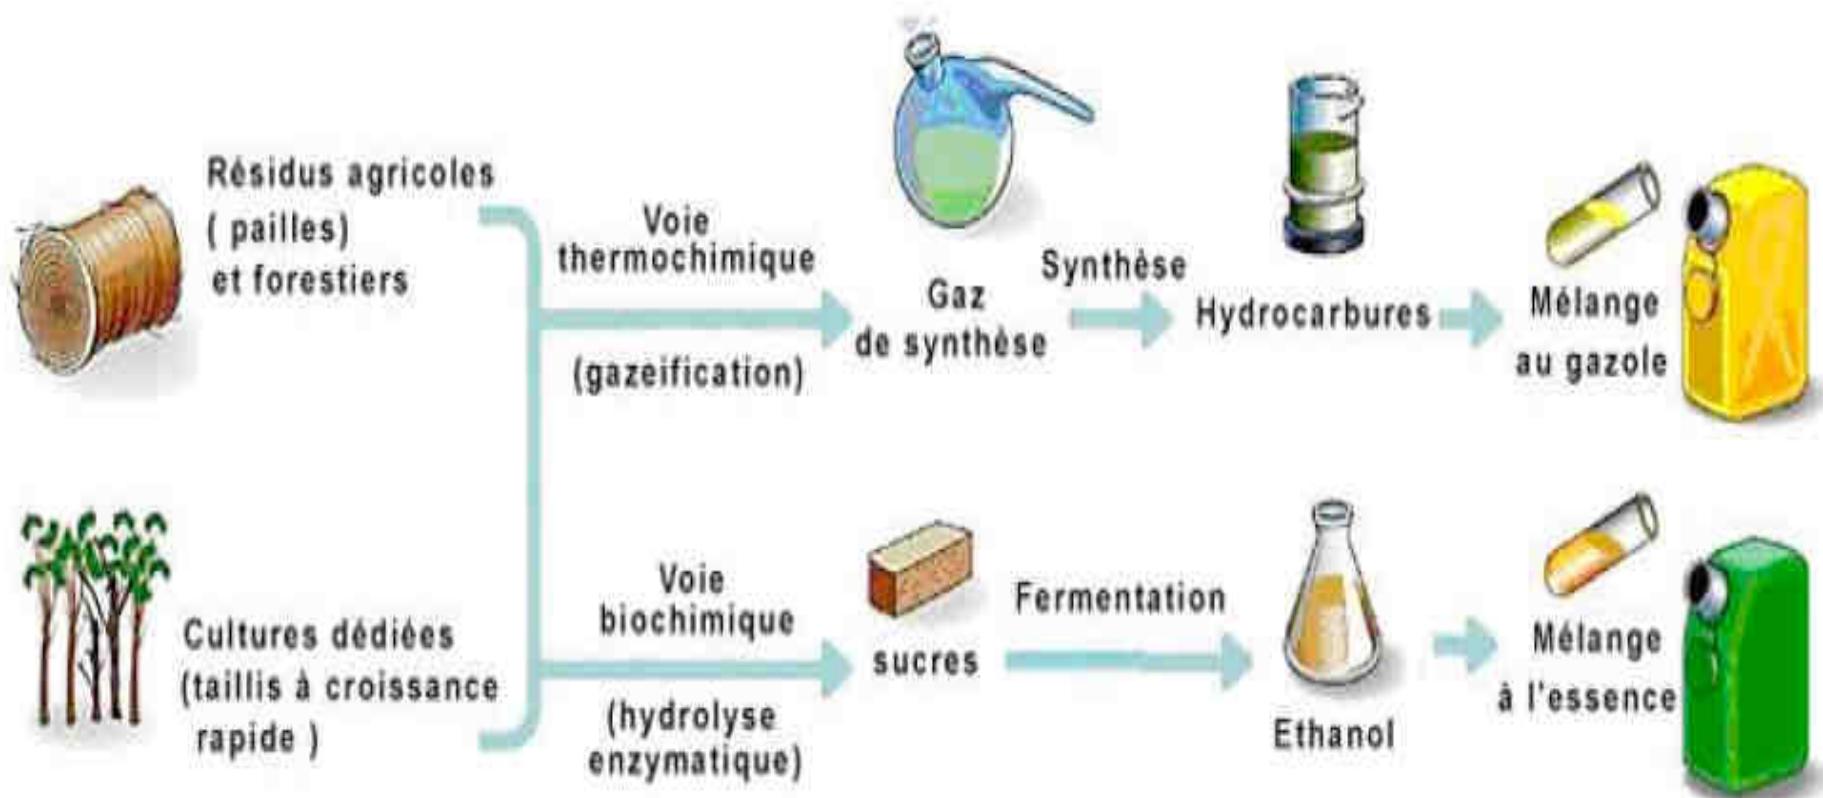 Résidus agricoles
( pailles)
et forestiers
Voie
thermochimique
(gazeification)
Gaz
de synthèse
Synthèse
Hydrocarbures
Mélange
au gazole
Cultures dédiées
(taillis à croissance
rapide )
Voie
biochimique
(hydrolyse
enzymatique)
sucres
Fermentation
Ethanol
Mélange
à l'essence